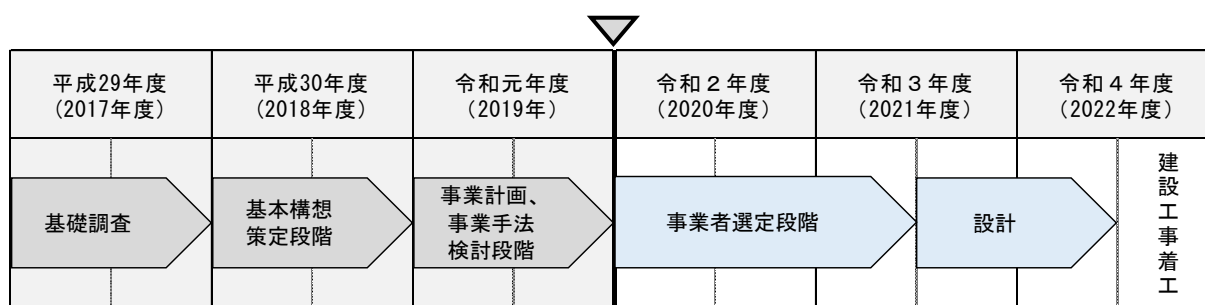 平成29年度
(2017年度)
平成30年度
(2018年度)
令和元年度
(2019年)
令和２年度
(2020年度)
令和３年度
(2021年度)
令和４年度
(2022年度)
基礎調査
基本構想
策定段階
事業計画、
事業手法
検討段階
事業者選定段階
設計
建設工事着工